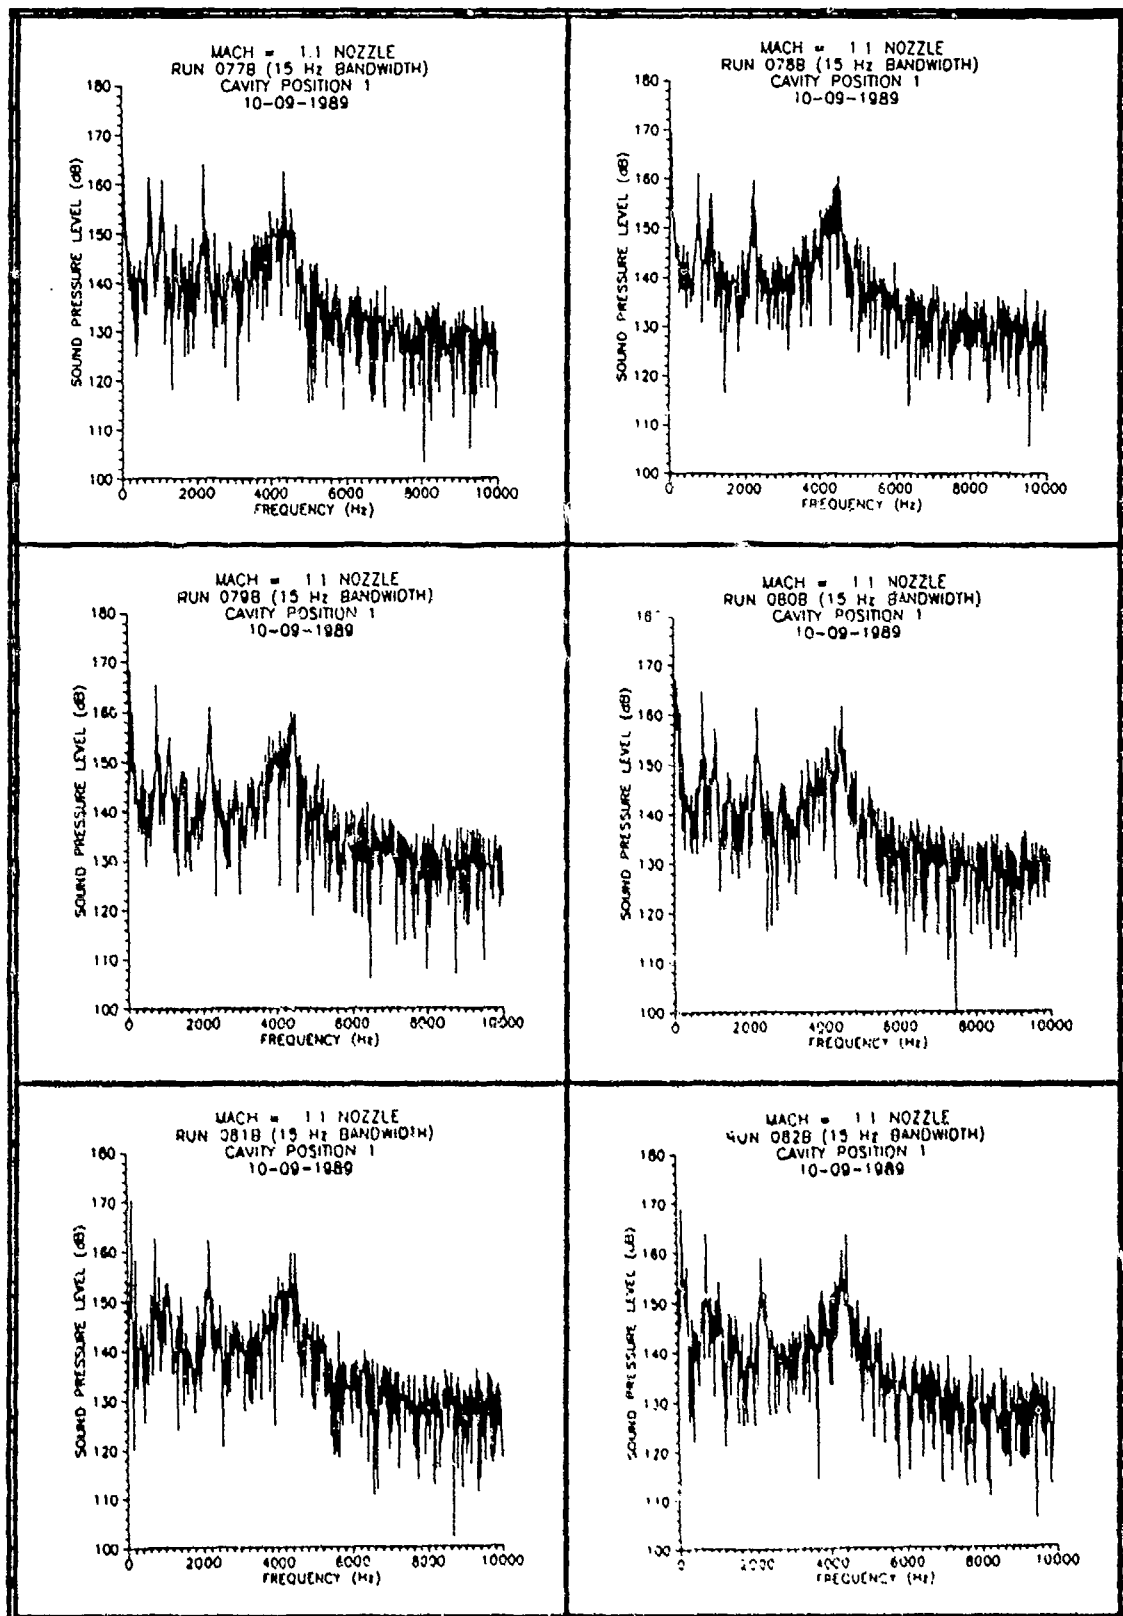 MACH = 1.1 NOZZLE
RUN 077B (15 Hz BANDWIDTH)
CAVITY POSITION 1
10-09-1989
180
170
160
150
140
130
120
110
100
SOUND PRESSURE LEVEL (dB)
0 2000 4000 6000 8000 10000
FREQUENCY (Hz)
MACH = 1.1 NOZZLE
RUN 078B (15 Hz BANDWIDTH)
CAVITY POSITION 1
10-09-1989
180
170
160
150
140
130
120
110
100
SOUND PRESSURE LEVEL (dB)
0 2000 4000 6000 8000 10000
FREQUENCY (Hz)
MACH = 1.1 NOZZLE
RUN 079B (15 Hz BANDWIDTH)
CAVITY POSITION 1
10-09-1989
180
170
160
150
140
130
120
110
100
SOUND PRESSURE LEVEL (dB)
0 2000 4000 6000 8000 10000
FREQUENCY (Hz)
MACH = 1.1 NOZZLE
RUN 080B (15 Hz BANDWIDTH)
CAVITY POSITION 1
10-09-1989
170
160
150
140
130
120
110
100
SOUND PRESSURE LEVEL (dB)
0 2000 4000 6000 8000 10000
FREQUENCY (Hz)
MACH = 1.1 NOZZLE
RUN 081B (15 Hz BANDWIDTH)
CAVITY POSITION 1
10-09-1989
180
170
160
150
140
130
120
110
100
SOUND PRESSURE LEVEL (dB)
0 2000 4000 6000 8000 10000
FREQUENCY (Hz)
MACH = 1.1 NOZZLE
RUN 082B (15 Hz BANDWIDTH)
CAVITY POSITION 1
10-09-1989
180
170
160
150
140
130
120
110
100
SOUND PRESSURE LEVEL (dB)
0 2000 4000 6000 8000 10000
FREQUENCY (Hz)